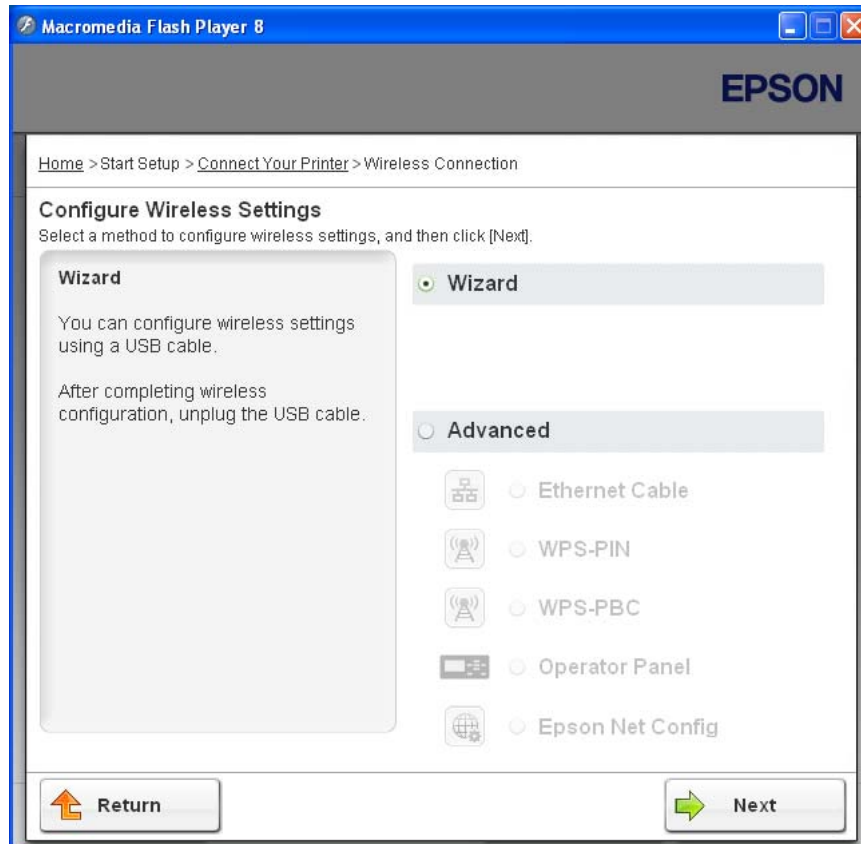 Macromedia Flash Player 8
EPSON
Home > Start Setup > Connect Your Printer > Wireless Connection
Configure Wireless Settings
Select a method to configure wireless settings, and then click [Next].
Wizard
You can configure wireless settings
using a USB cable.
After completing wireless
configuration, unplug the USB cable.
Wizard
Advanced
Ethernet Cable
WPS-PIN
WPS-PBC
Operator Panel
Epson Net Config
Return
Next